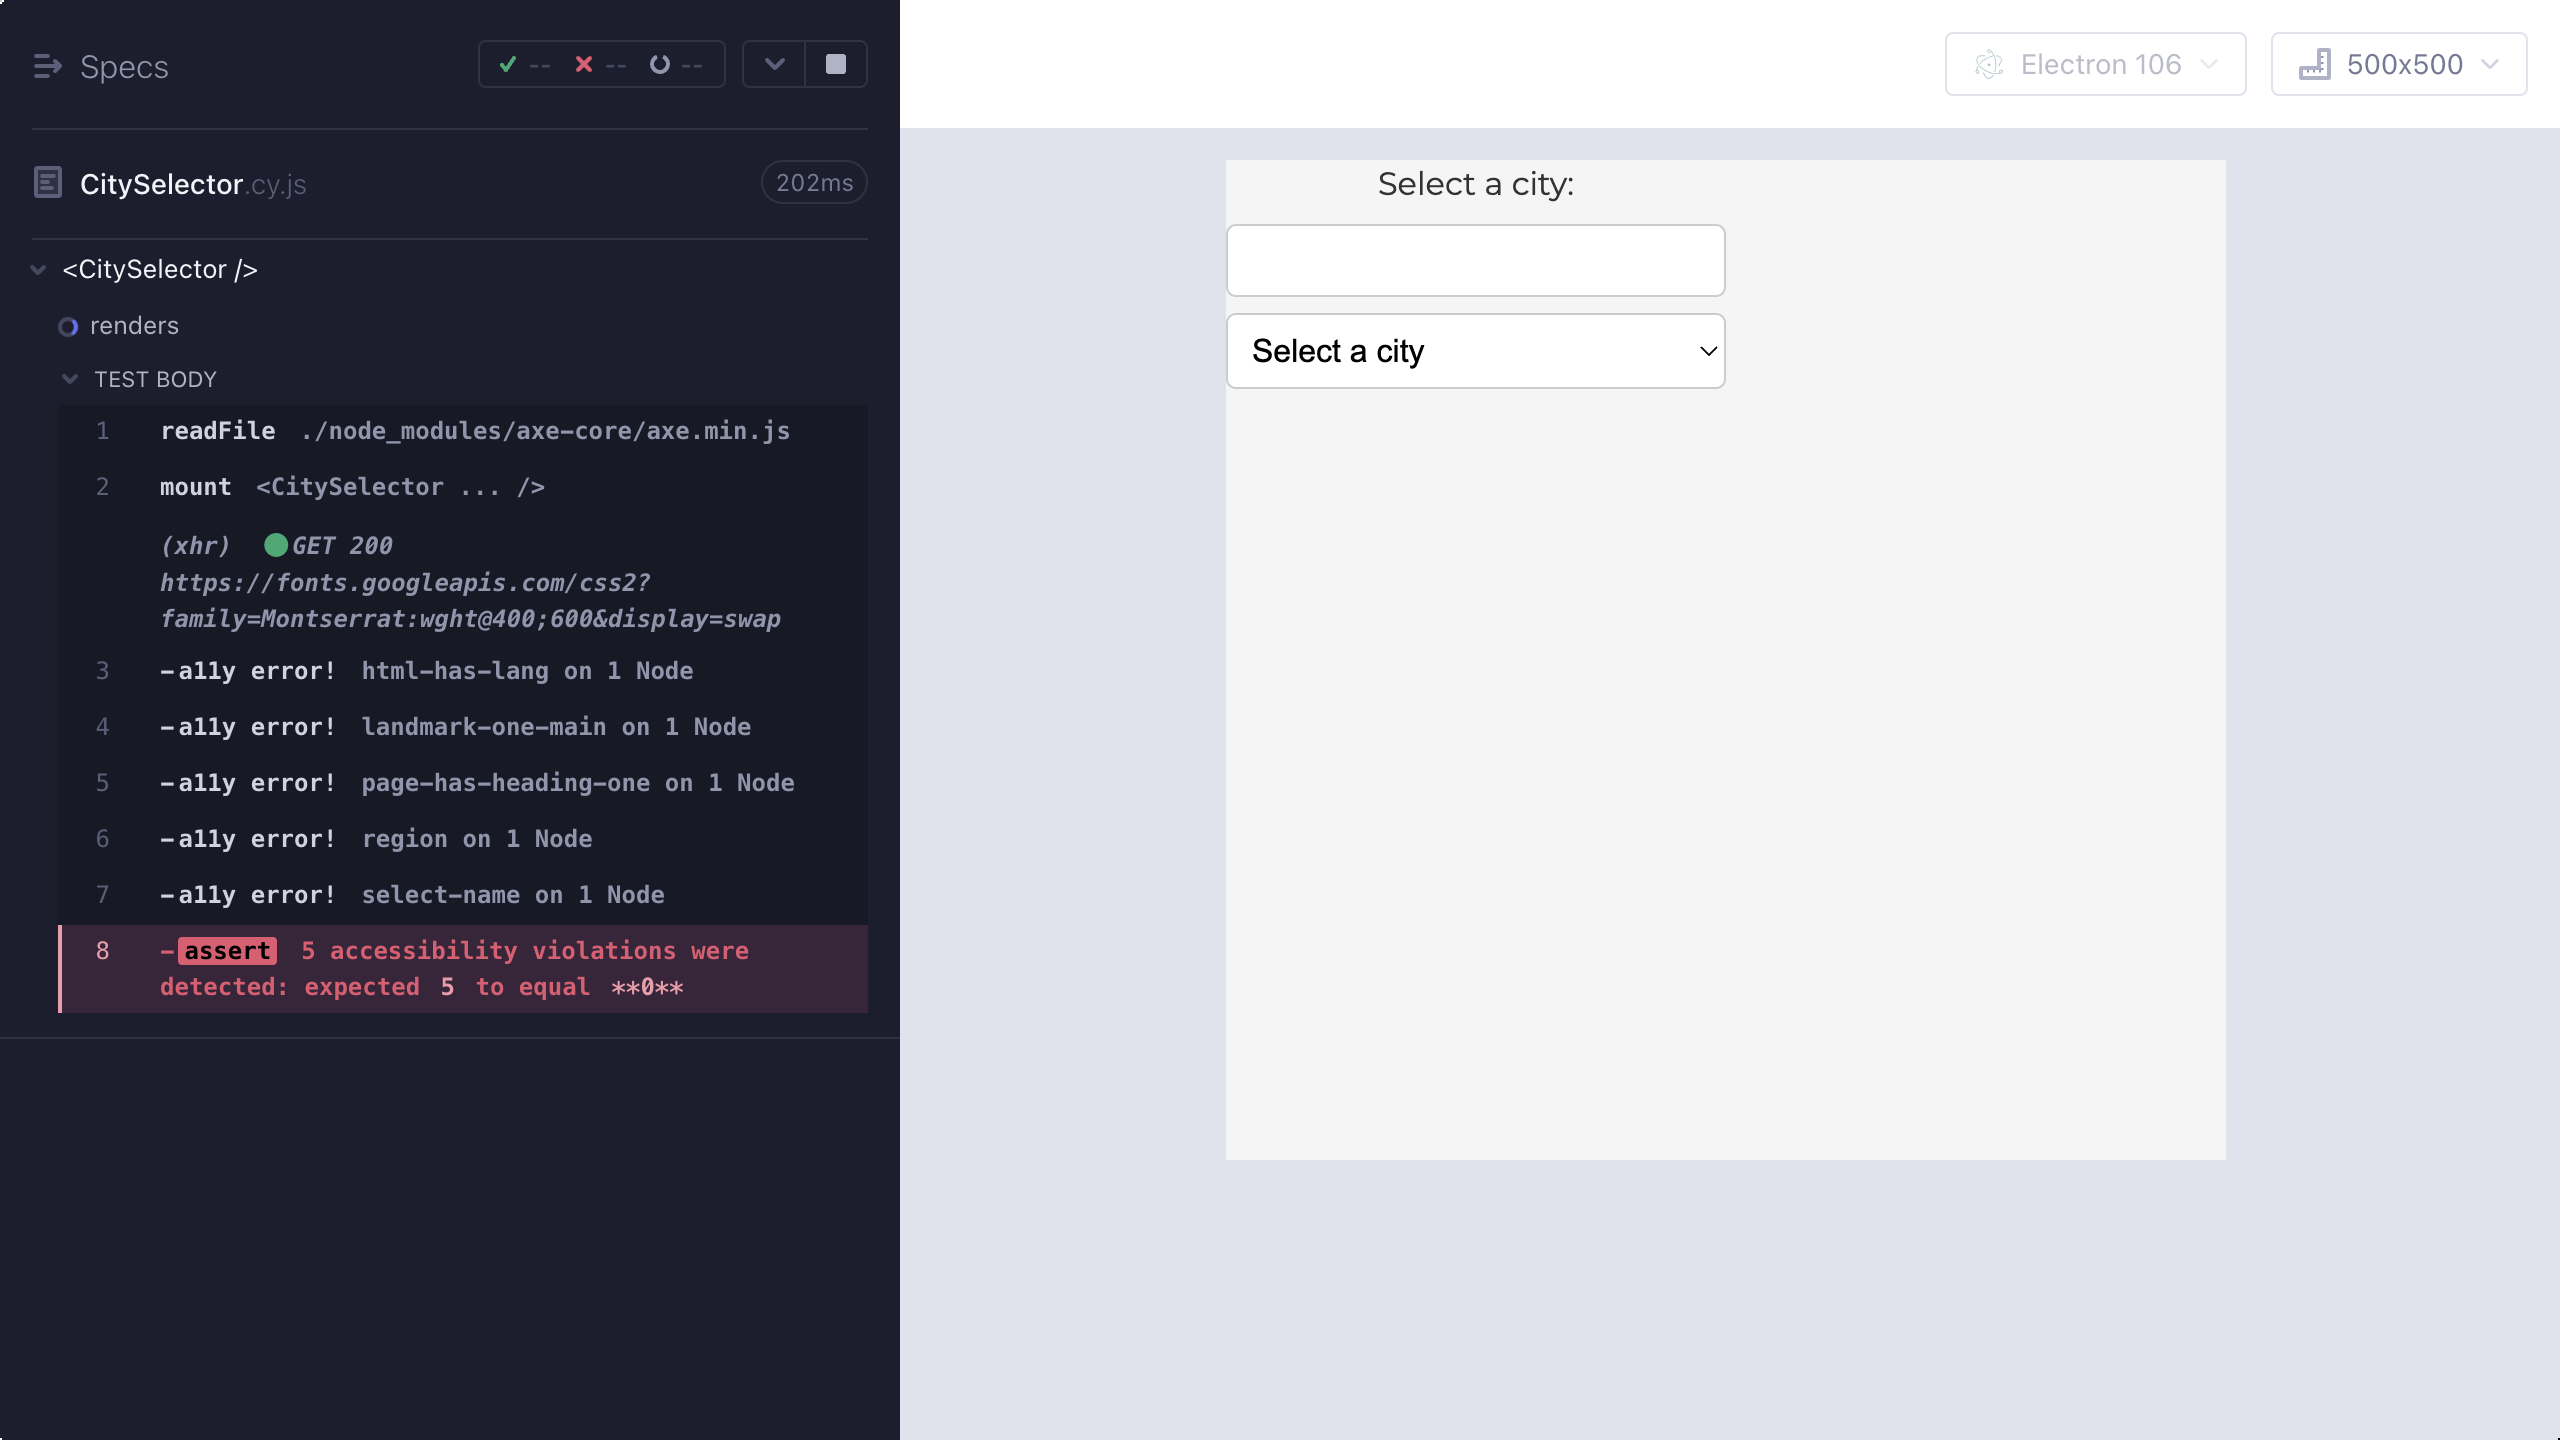 Specs
-- -- --
CitySelector.cy.js 202ms
<CitySelector />
renders
TEST BODY
1 readFile ./node_modules/axe-core/axe.min.js
2 mount <CitySelector ... />
(xhr) GET 200
https://fonts.googleapis.com/css2?
family=Montserrat:wght@400;600&display=swap
3 -a11y error! html-has-lang on 1 Node
4 -a11y error! landmark-one-main on 1 Node
5 -a11y error! page-has-heading-one on 1 Node
6 -a11y error! region on 1 Node
7 -a11y error! select-name on 1 Node
8 -assert 5 accessibility violations were
detected: expected 5 to equal **0**
Electron 106
500x500
Select a city:
Select a city